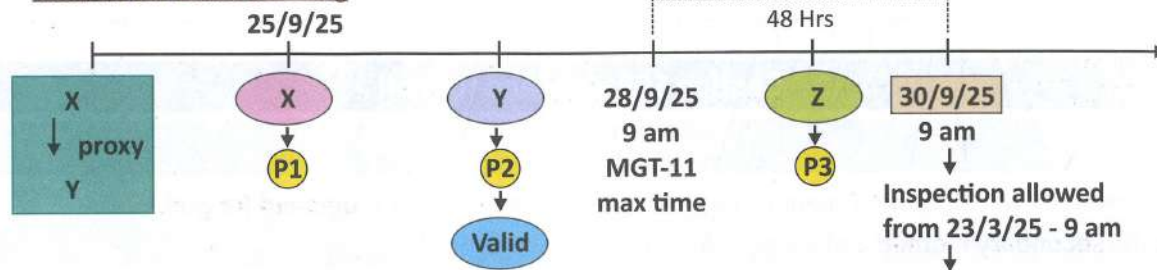 25/9/25
48 Hrs
X
proxy
Y
X
P1
Y
P2
Valid
28/9/25
9 am
MGT-11
max time
Z
P3
30/9/25
9 am
Inspection allowed
from 23/3/25 - 9 am